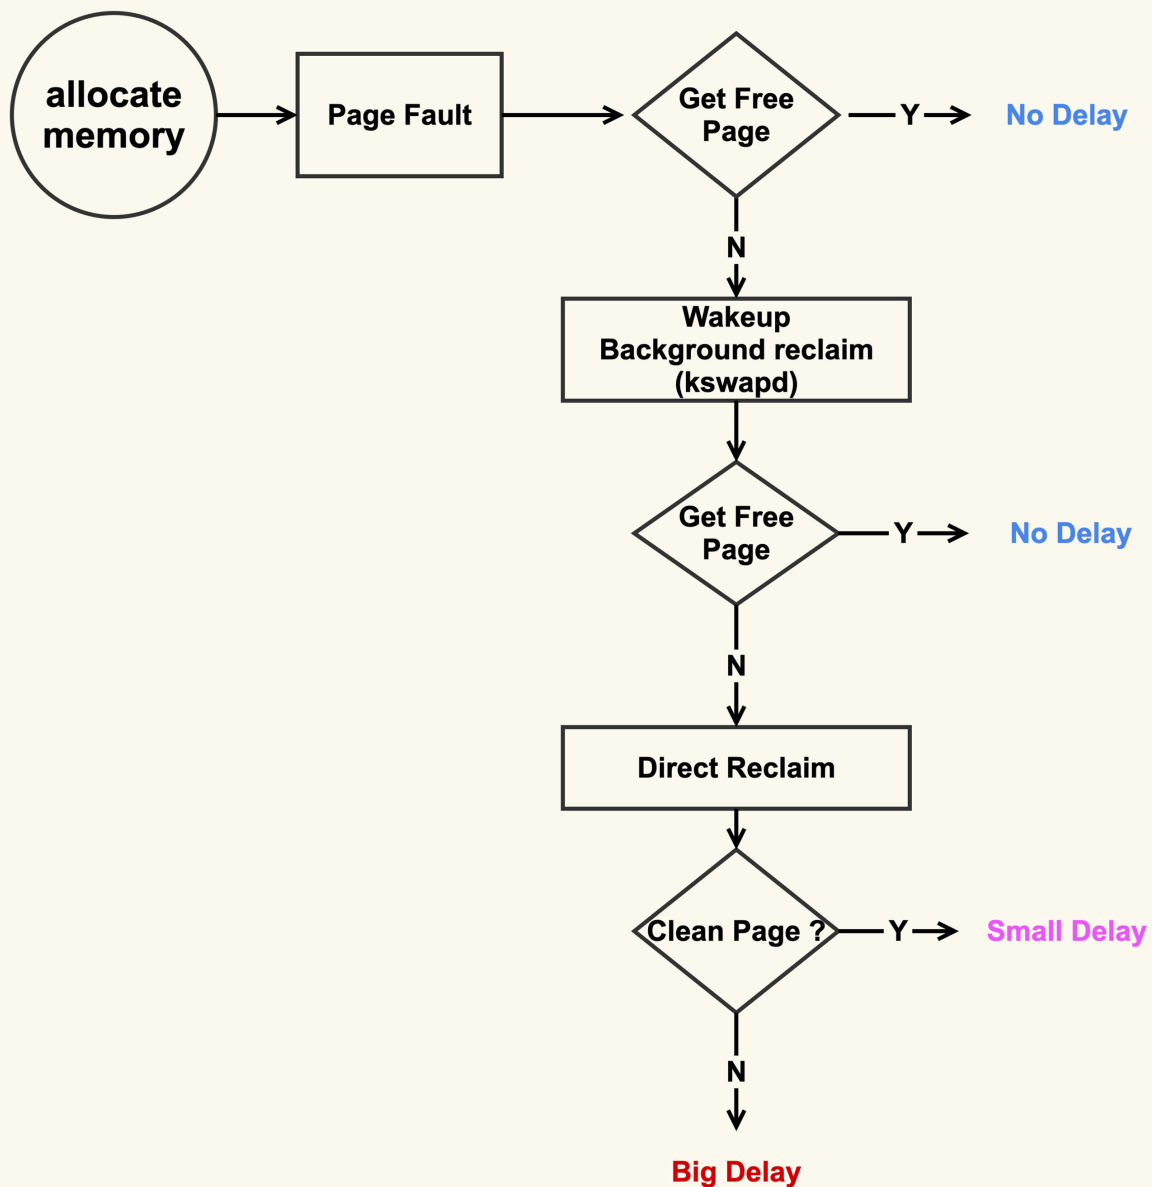 allocate
memory
Page Fault
Get Free
Page
Y
No Delay
N
Wakeup
Background reclaim
(kswapd)
Get Free
Page
Y
No Delay
N
Direct Reclaim
Clean Page ?
Y
Small Delay
N
Big Delay